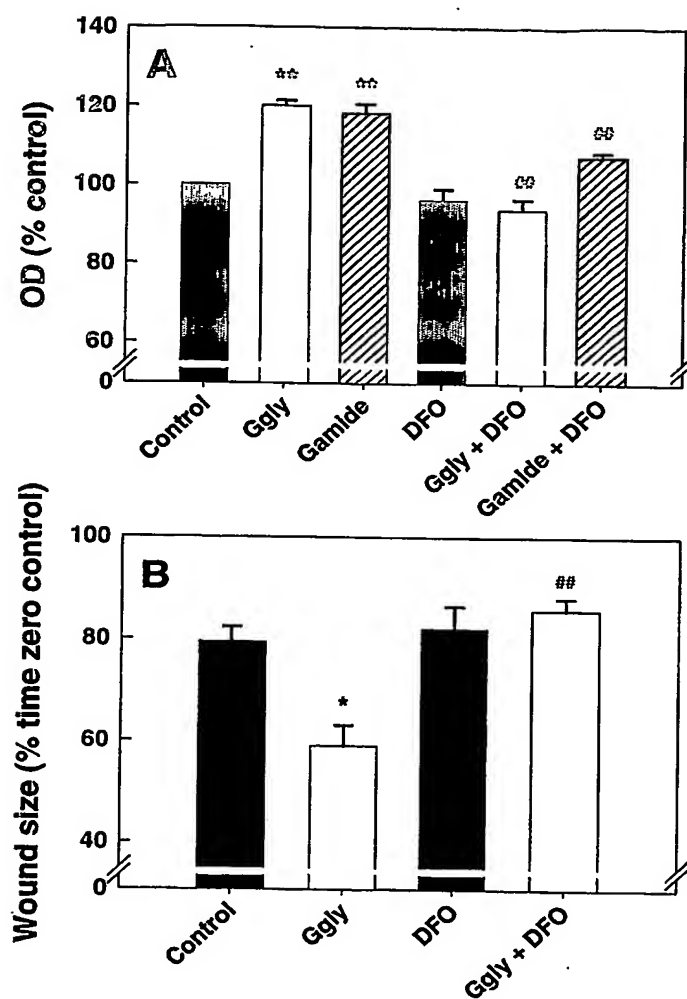 140
A
**
**
120
##
##
100
80
60
0
OD (% control)
Control
Ggly
Gamide
DFO
Ggly + DFO
Gamide + DFO
100
B
##
80
*
60
40
0
Wound size (% time zero control)
Control
Ggly
DFO
Ggly + DFO